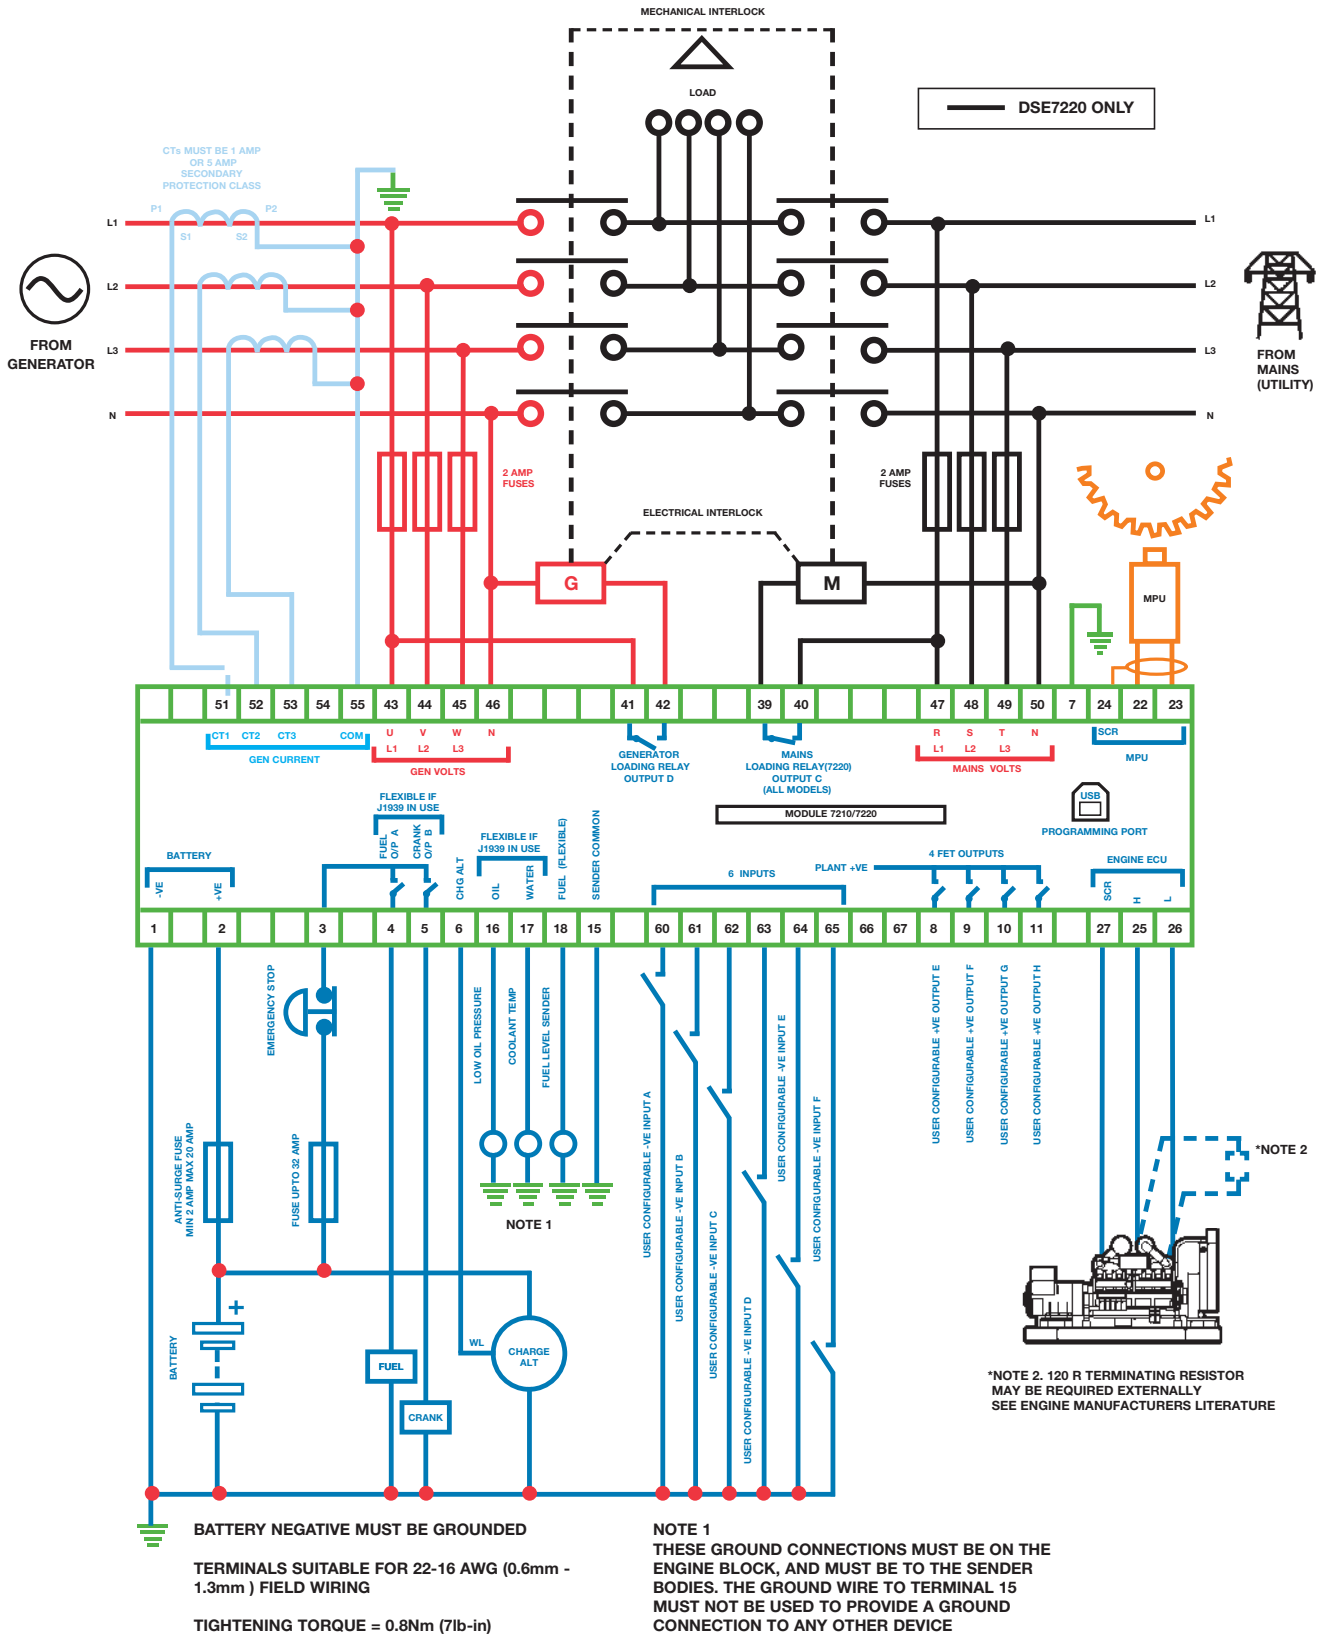 MECHANICAL INTERLOCK
LOAD
DSE7220 ONLY
CTs MUST BE 1 AMP
OR 5 AMP
SECONDARY
PROTECTION CLASS
P1
P2
S1
S2
L1
L2
L3
N
FROM
GENERATOR
L1
L2
L3
N
FROM
MAINS
(UTILITY)
2 AMP
FUSES
2 AMP
FUSES
ELECTRICAL INTERLOCK
G
M
MPU
51
52
53
54
55
43
44
45
46
41
42
39
40
47
48
49
50
7
24
22
23
CT1
CT2
CT3
COM
GEN CURRENT
U
V
W
N
L1
L2
L3
GEN VOLTS
GENERATOR
LOADING RELAY
OUTPUT D
MAINS
LOADING RELAY(7220)
OUTPUT C
(ALL MODELS)
R
S
T
N
L1
L2
L3
MAINS VOLTS
SCR
MPU
MODULE 7210/7220
USB
PROGRAMMING PORT
FLEXIBLE IF
J1939 IN USE
FUEL
O/P A
CRANK
O/P B
CHG ALT
FLEXIBLE IF
J1939 IN USE
OIL
WATER
FUEL (FLEXIBLE)
SENDER COMMON
BATTERY
-VE
+VE
6 INPUTS
PLANT +VE
4 FET OUTPUTS
ENGINE ECU
SCR
H
L
1
2
3
4
5
6
16
17
18
15
60
61
62
63
64
65
66
67
8
9
10
11
27
25
26
EMERGENCY STOP
LOW OIL PRESSURE
COOLANT TEMP
FUEL LEVEL SENDER
ANTI-SURGE FUSE
MIN 2 AMP MAX 20 AMP
FUSE UPTO 32 AMP
NOTE 1
USER CONFIGURABLE -VE INPUT A
USER CONFIGURABLE -VE INPUT B
USER CONFIGURABLE -VE INPUT C
USER CONFIGURABLE -VE INPUT D
USER CONFIGURABLE -VE INPUT E
USER CONFIGURABLE -VE INPUT F
USER CONFIGURABLE +VE OUTPUT E
USER CONFIGURABLE +VE OUTPUT F
USER CONFIGURABLE +VE OUTPUT G
USER CONFIGURABLE +VE OUTPUT H
*NOTE 2
+
BATTERY
FUEL
CRANK
WL
CHARGE
ALT
*NOTE 2. 120 R TERMINATING RESISTOR
MAY BE REQUIRED EXTERNALLY
SEE ENGINE MANUFACTURERS LITERATURE
BATTERY NEGATIVE MUST BE GROUNDED
TERMINALS SUITABLE FOR 22-16 AWG (0.6mm -
1.3mm ) FIELD WIRING
TIGHTENING TORQUE = 0.8Nm (7lb-in)
NOTE 1
THESE GROUND CONNECTIONS MUST BE ON THE
ENGINE BLOCK, AND MUST BE TO THE SENDER
BODIES. THE GROUND WIRE TO TERMINAL 15
MUST NOT BE USED TO PROVIDE A GROUND
CONNECTION TO ANY OTHER DEVICE